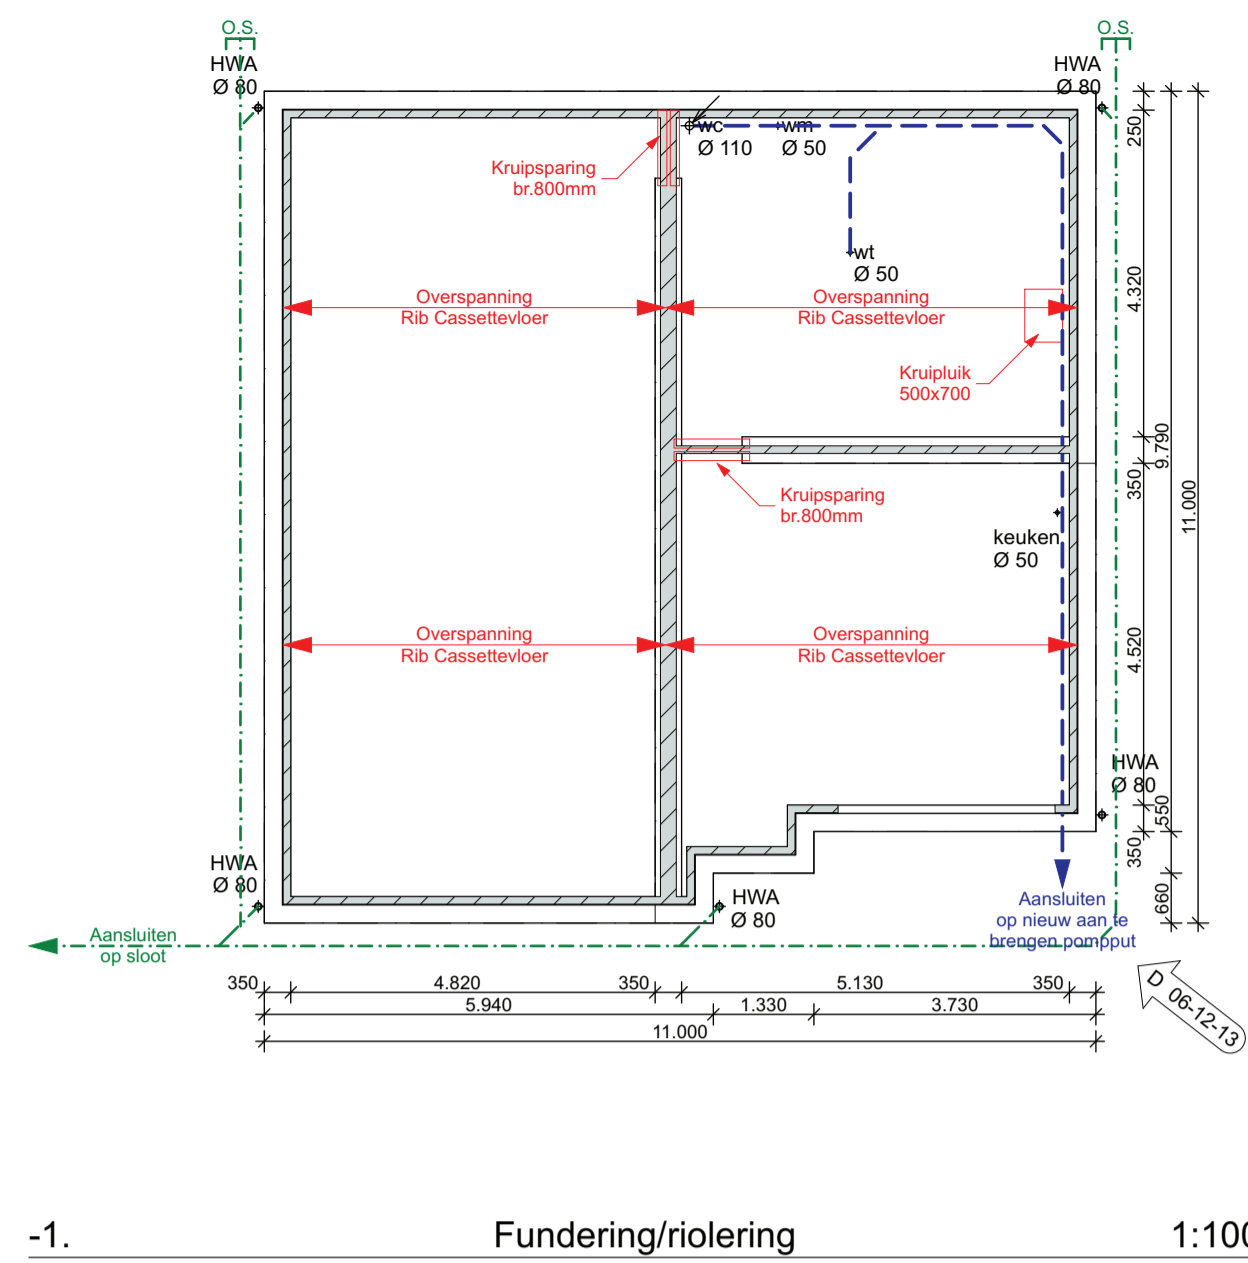 O.S.
O.S.
HWA
Ø 80
HWA
Ø 80
wc
Ø 110
wm
Ø 50
250
Kruipsparing
br.800mm
wt
Ø 50
Overspanning
Rib Cassettevloer
Overspanning
Rib Cassettevloer
4.320
Kruipluik
500x700
9.790
350
11.000
Kruipsparing
br.800mm
keuken
Ø 50
Overspanning
Rib Cassettevloer
Overspanning
Rib Cassettevloer
4.520
HWA
Ø 80
550
350
660
HWA
Ø 80
HWA
Ø 80
Aansluiten
op nieuw aan te
brengen pompput
Aansluiten
op sloot
350
4.820
350
5.130
350
5.940
1.330
3.730
11.000
D 06-12-13
-1.
Fundering/riolering